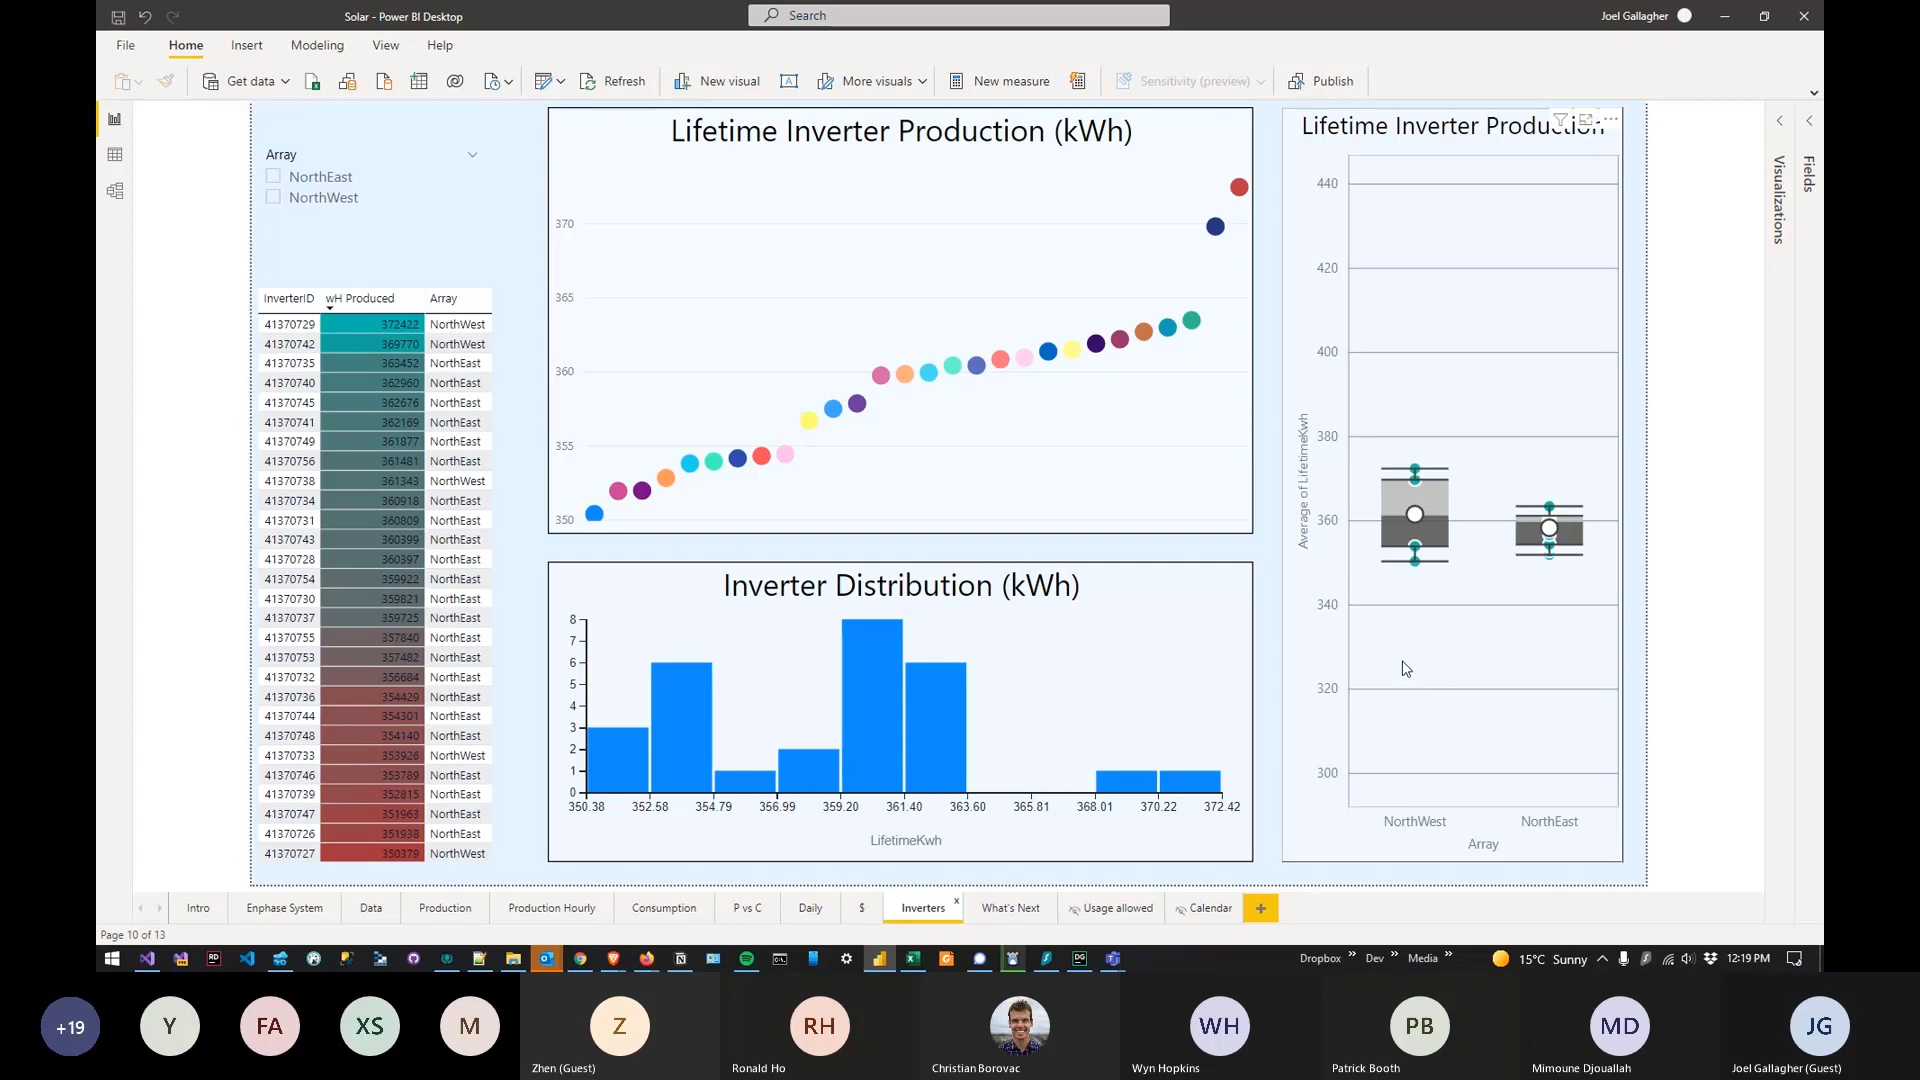 Solar - Power BI Desktop
Search
Joel Gallagher
File Home Insert Modeling View Help
Get data
Refresh
New visual
More visuals
New measure
Sensitivity (preview)
Publish
Array
NorthEast
NorthWest
InverterID wH Produced Array
41370729 372422 NorthWest
41370742 369770 NorthWest
41370735 363452 NorthEast
41370740 362960 NorthEast
41370745 362676 NorthEast
41370741 362169 NorthEast
41370749 361877 NorthEast
41370756 361481 NorthEast
41370738 361343 NorthWest
41370734 360918 NorthEast
41370731 360809 NorthEast
41370743 360399 NorthEast
41370728 360397 NorthEast
41370754 359922 NorthEast
41370730 359821 NorthEast
41370737 359725 NorthEast
41370755 357840 NorthEast
41370753 357482 NorthEast
41370732 356684 NorthEast
41370736 354429 NorthEast
41370744 354301 NorthEast
41370748 354140 NorthEast
41370733 353926 NorthWest
41370746 353789 NorthEast
41370739 352815 NorthEast
41370747 351963 NorthEast
41370726 351938 NorthEast
41370727 350379 NorthWest
Lifetime Inverter Production (kWh)
370
365
360
355
350
Inverter Distribution (kWh)
8
7
6
5
4
3
2
1
0
350.38 352.58 354.79 356.99 359.20 361.40 363.60 365.81 368.01 370.22 372.42
LifetimeKwh
Lifetime Inverter Production
440
420
400
380
360
340
320
300
Average of LifetimeKwh
NorthWest NorthEast
Array
Visualizations
Fields
Intro Enphase System Data Production Production Hourly Consumption P vs C Daily $ Inverters What's Next Usage allowed Calendar
Page 10 of 13
Dropbox Dev Media 15°C Sunny 12:19 PM
+19 Y FA XS M Z RH WH PB MD JG
Zhen (Guest) Ronald Ho Christian Borovac Wyn Hopkins Patrick Booth Mimoune Djouallah Joel Gallagher (Guest)